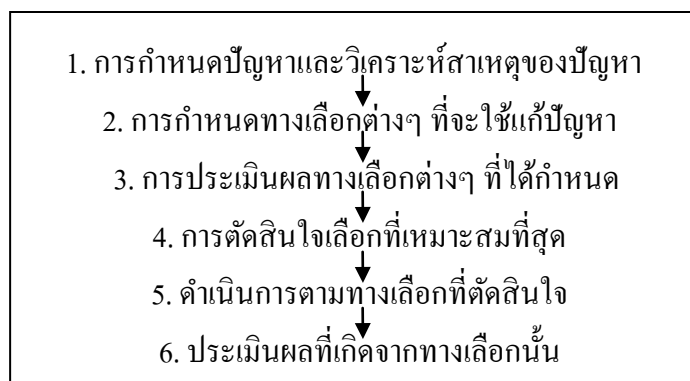 1. การกำหนดปัญหาและวิเคราะห์สาเหตุของปัญหา
2. การกำหนดทางเลือกต่างๆ ที่จะใช้แก้ปัญหา
3. การประเมินผลทางเลือกต่างๆ ที่ได้กำหนด
4. การตัดสินใจเลือกที่เหมาะสมที่สุด
5. ดำเนินการตามทางเลือกที่ตัดสินใจ
6. ประเมินผลที่เกิดจากทางเลือกนั้น